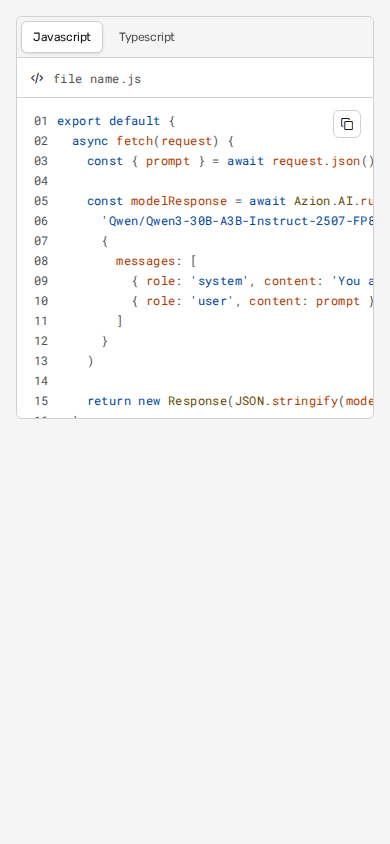 Javascript Typescript
file name.js
01 export default {
02 async fetch(request) {
03 const { prompt } = await request.json()
04
05 const modelResponse = await Azion.AI.ru
06 'Qwen/Qwen3-30B-A3B-Instruct-2507-FP8
07 {
08 messages: [
09 { role: 'system', content: 'You a
10 { role: 'user', content: prompt }
11 ]
12 }
13 )
14
15 return new Response(JSON.stringify(mode